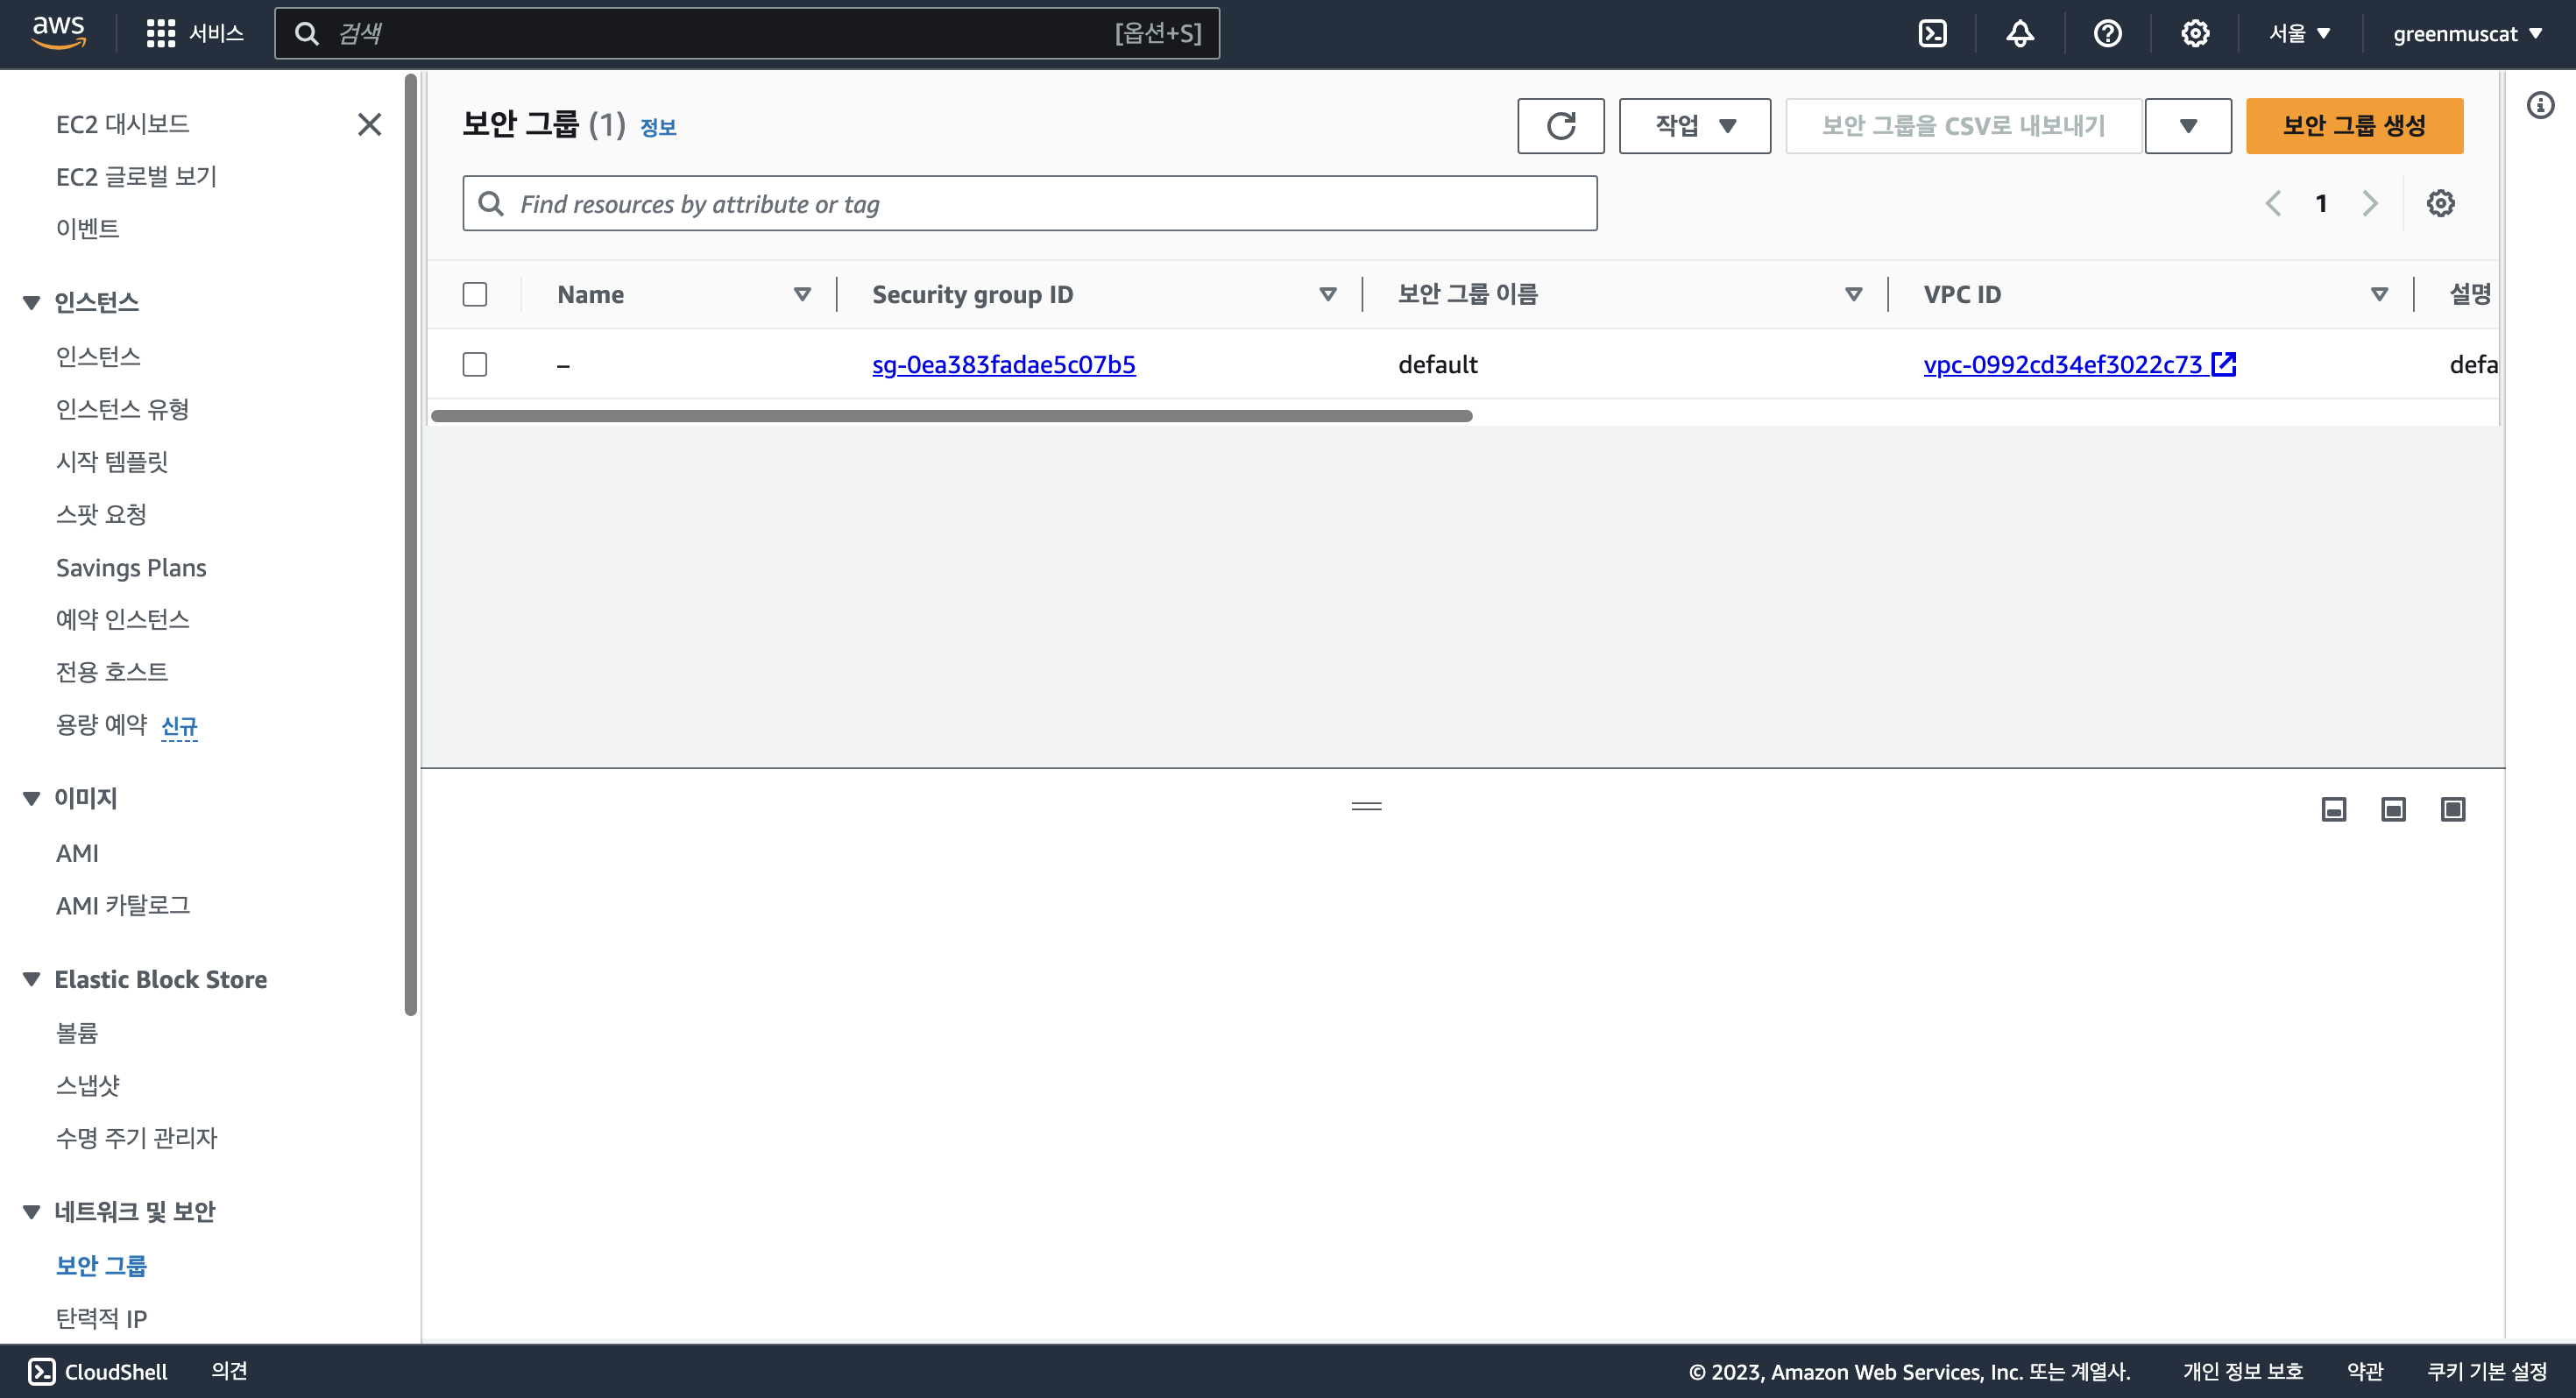 aws 서비스 검색 [옵션+S] 서울 greenmuscat
EC2 대시보드
EC2 글로벌 보기
이벤트
인스턴스
인스턴스
인스턴스 유형
시작 템플릿
스팟 요청
Savings Plans
예약 인스턴스
전용 호스트
용량 예약 신규
이미지
AMI
AMI 카탈로그
Elastic Block Store
볼륨
스냅샷
수명 주기 관리자
네트워크 및 보안
보안 그룹
탄력적 IP
보안 그룹 (1) 정보 작업 보안 그룹을 CSV로 내보내기 보안 그룹 생성
Find resources by attribute or tag 1
Name Security group ID 보안 그룹 이름 VPC ID 설명
– sg-0ea383fadae5c07b5 default vpc-0992cd34ef3022c73 defa
CloudShell 의견 © 2023, Amazon Web Services, Inc. 또는 계열사. 개인 정보 보호 약관 쿠키 기본 설정